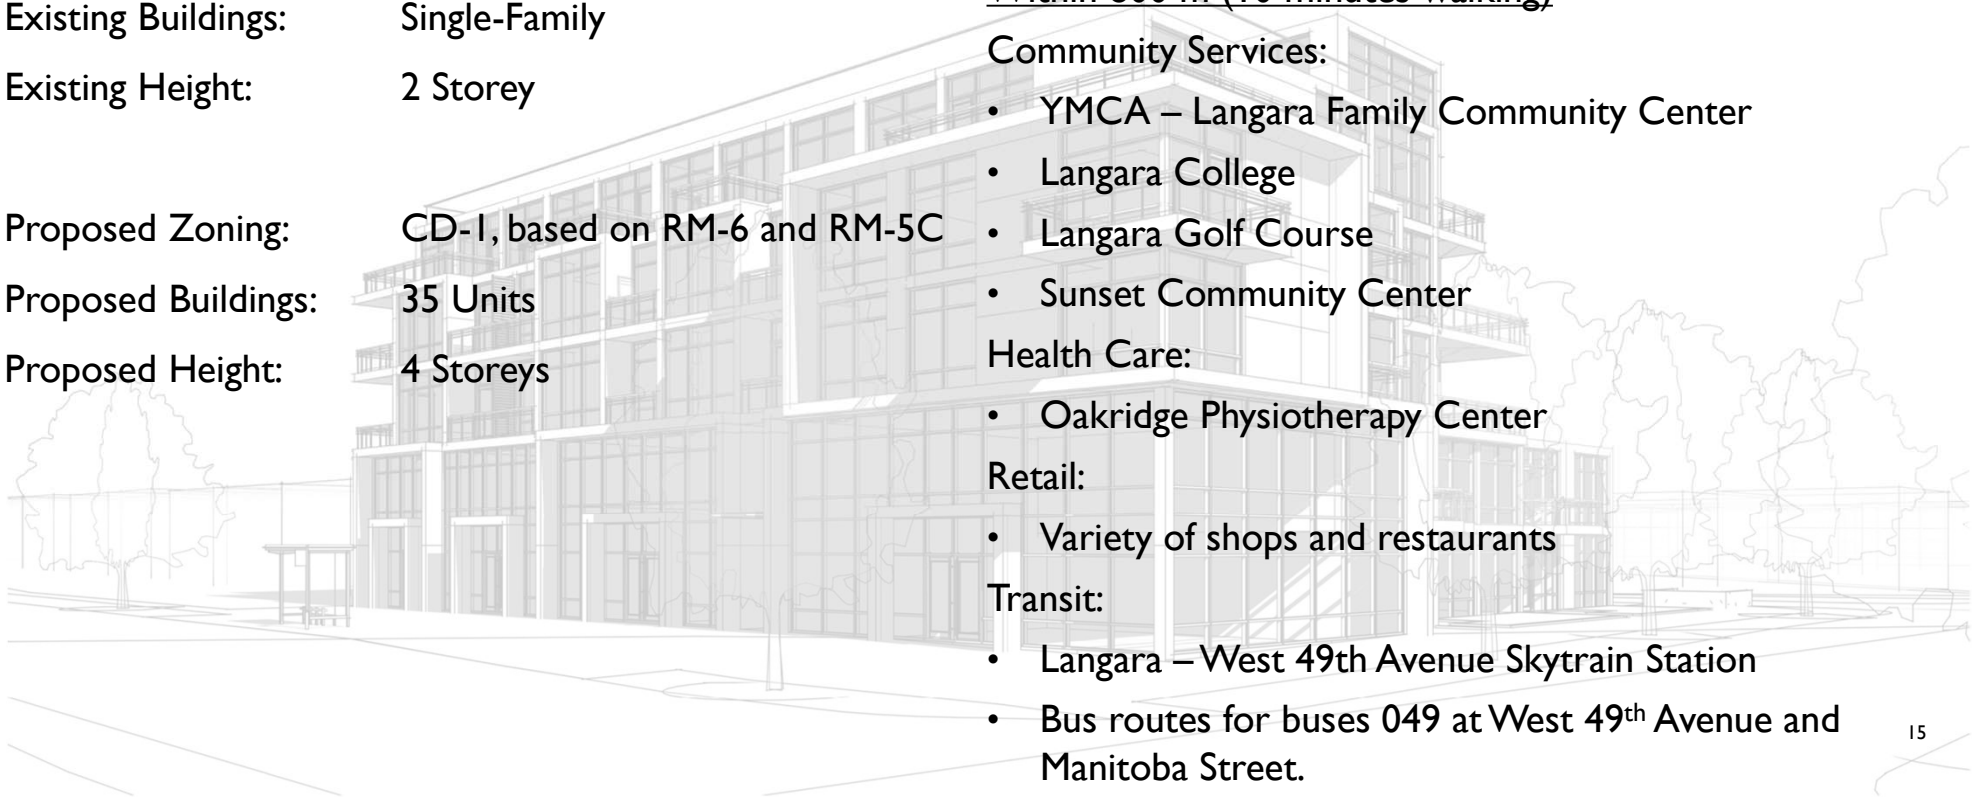 Existing Buildings: Single-Family
Existing Height: 2 Storey
Proposed Zoning: CD-1, based on RM-6 and RM-5C
Proposed Buildings: 35 Units
Proposed Height: 4 Storeys
Community Services:
• YMCA – Langara Family Community Center
• Langara College
• Langara Golf Course
• Sunset Community Center
Health Care:
• Oakridge Physiotherapy Center
Retail:
• Variety of shops and restaurants
Transit:
• Langara – West 49th Avenue Skytrain Station
• Bus routes for buses 049 at West 49th Avenue and
Manitoba Street.
15